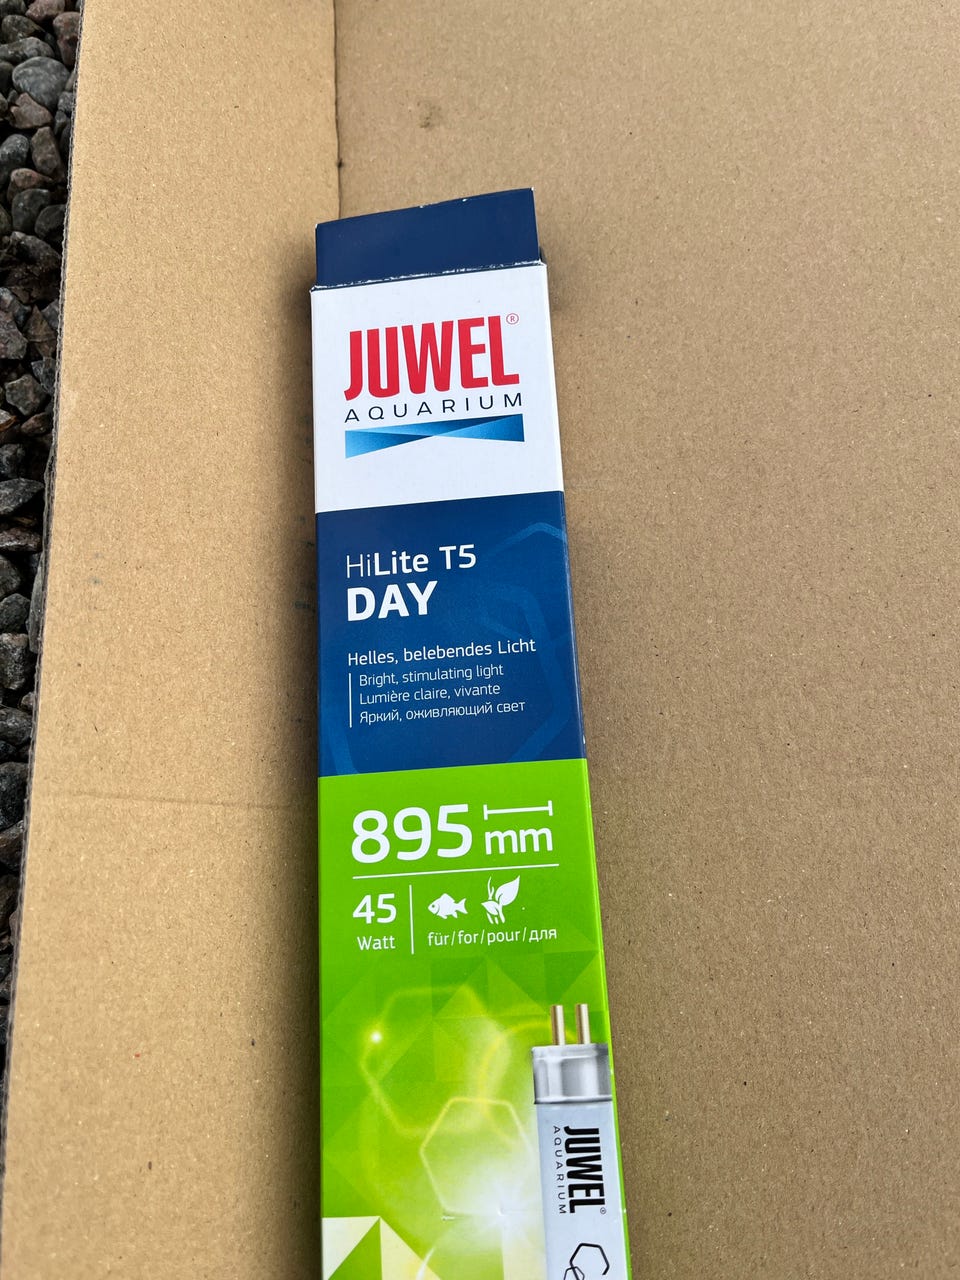 JUWEL®
AQUARIUM
HiLite T5
DAY
Helles, belebendes Licht
Bright, stimulating light
Lumière claire, vivante
Яркий, оживляющий свет
895 mm
45
Watt
für/for/pour/для
JUWEL®
AQUARIUM